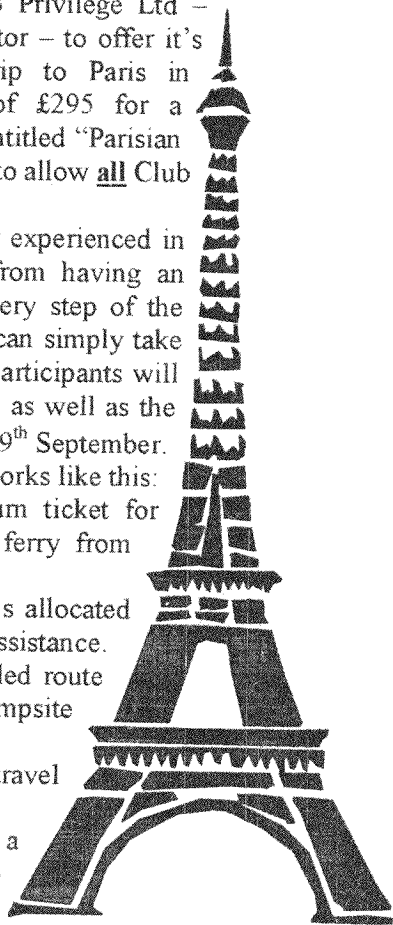 Privilege Ltd –
tor – to offer it's
rip to Paris in
of £295 for a
ntitled “Parisian
to allow all Club
experienced in
from having an
ery step of the
can simply take
articipants will
as well as the
9th September.
orks like this:
um ticket for
ferry from
s allocated
ssistance.
led route
mpsite
travel
a